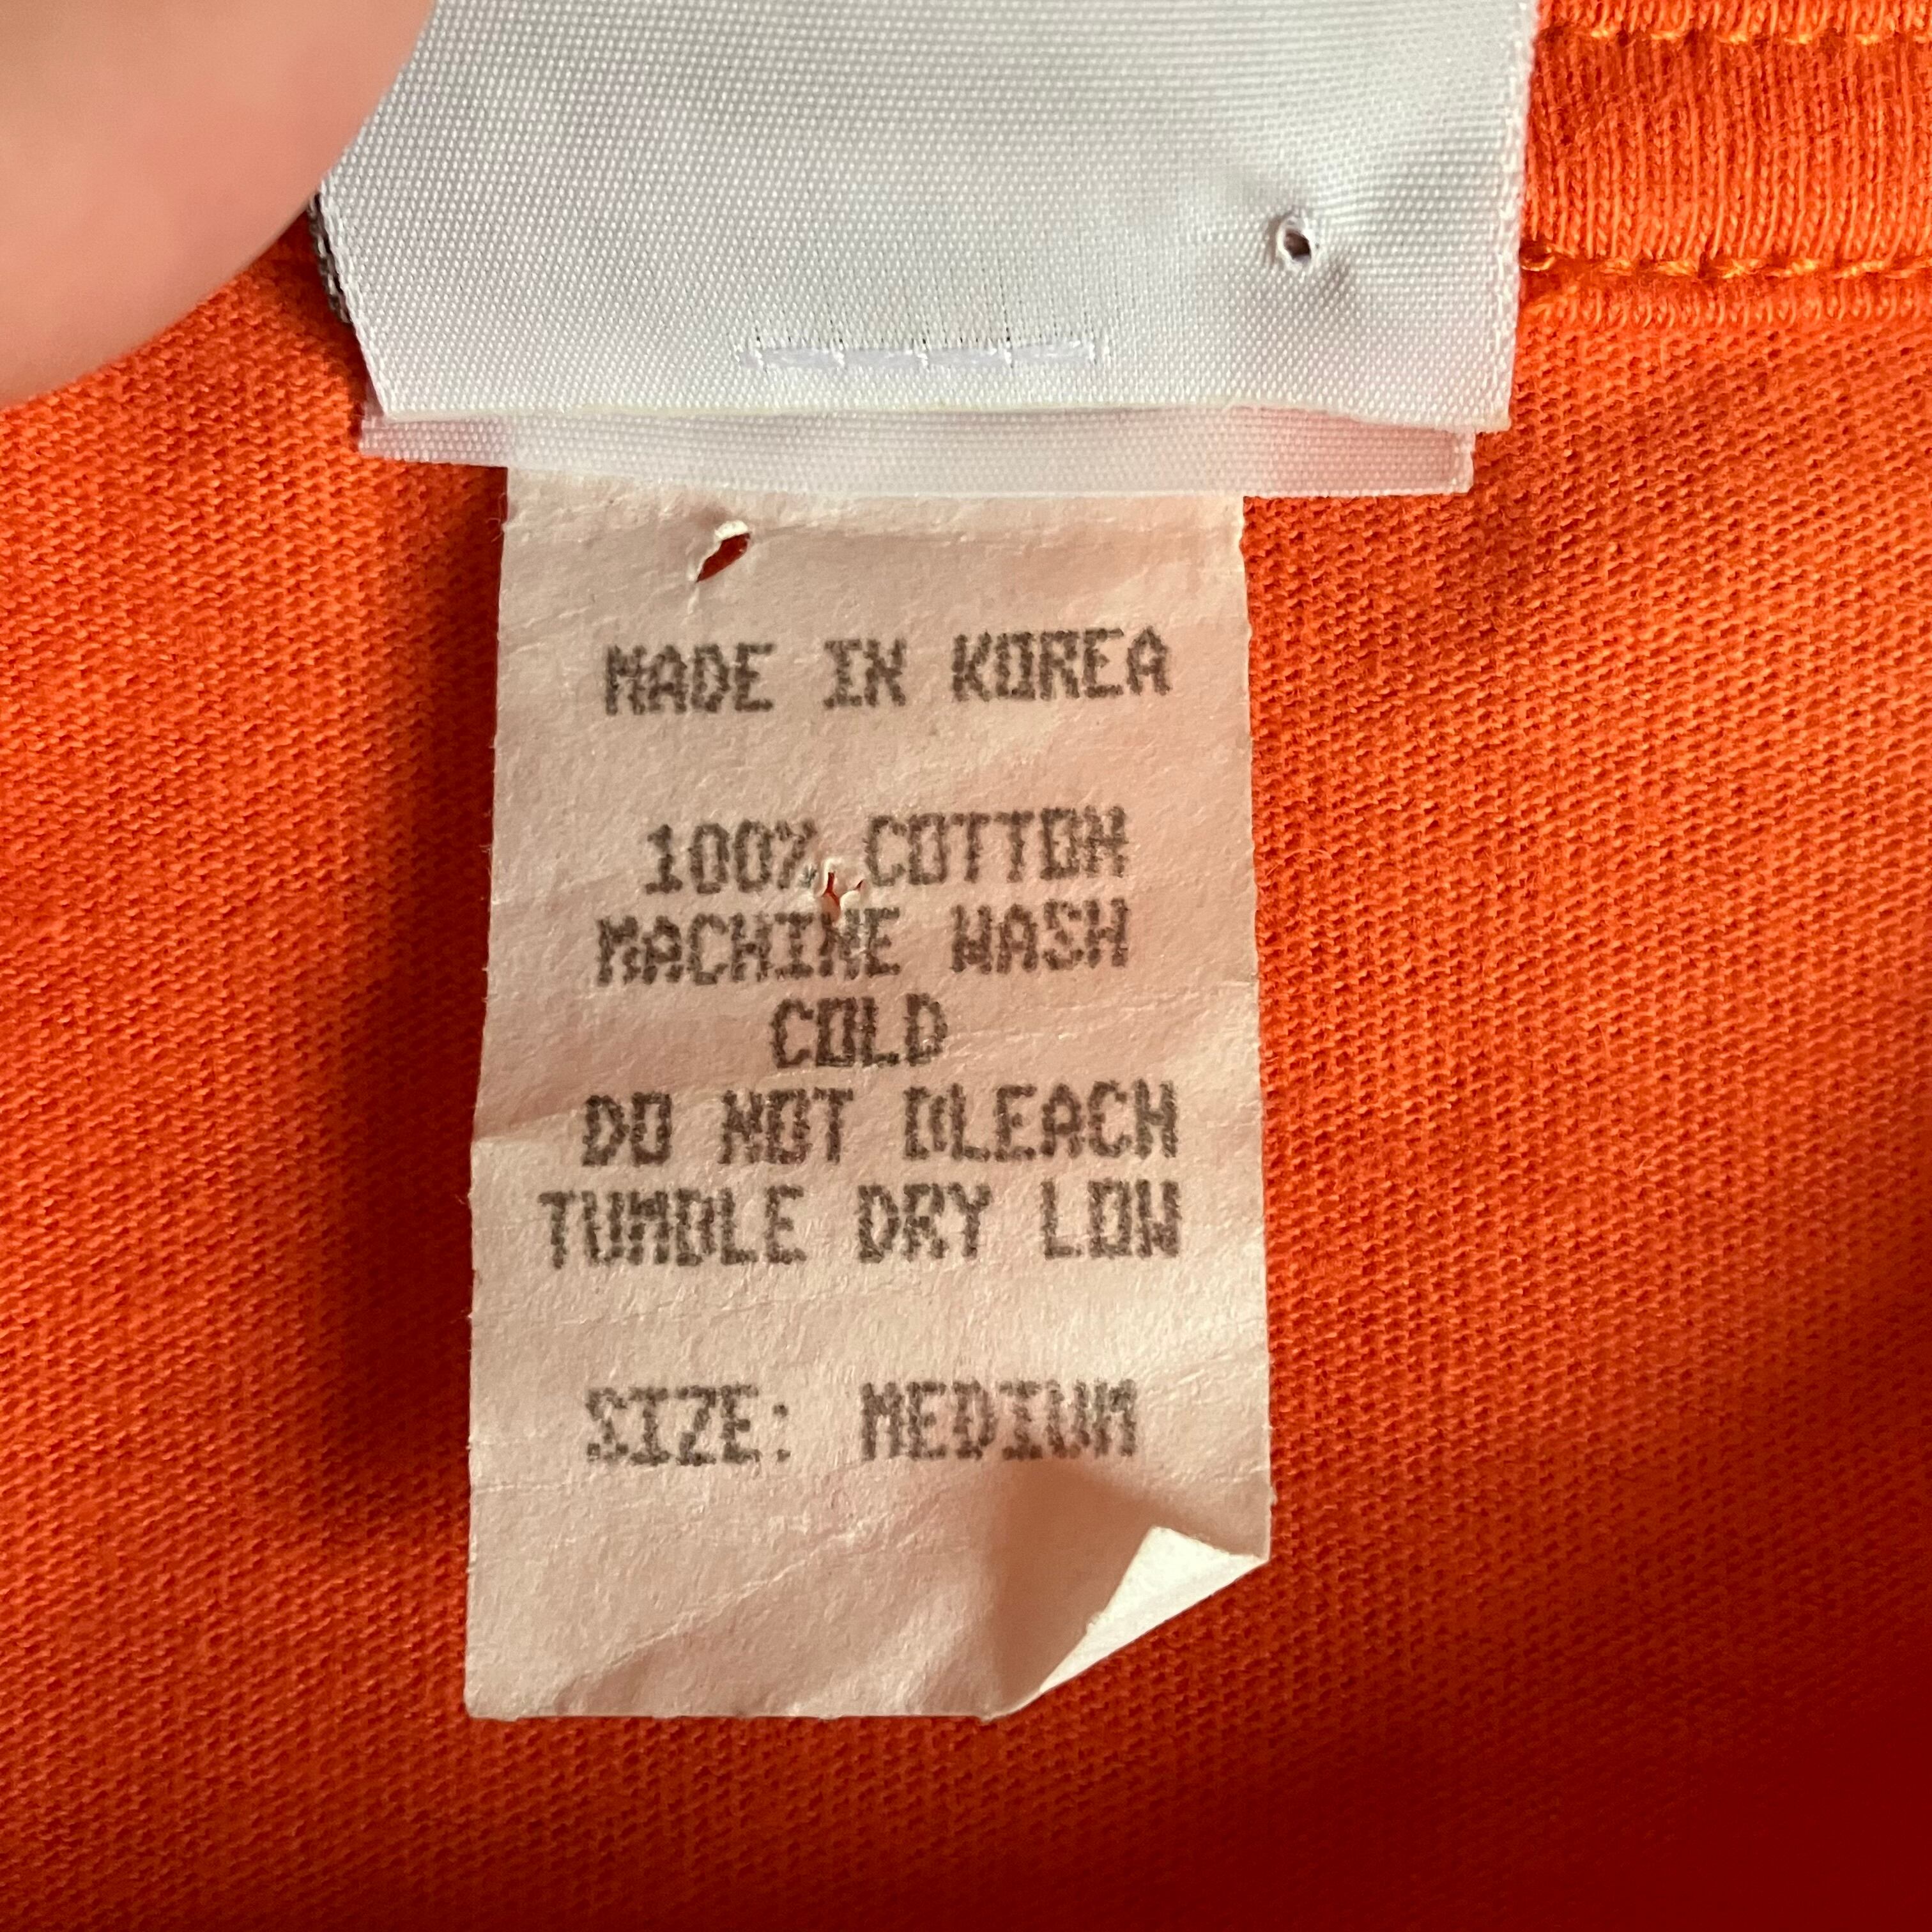 MADE IN KOREA
100% COTTON
MACHINE WASH
COLD
DO NOT BLEACH
TUMBLE DRY LOW
SIZE: MEDIUM